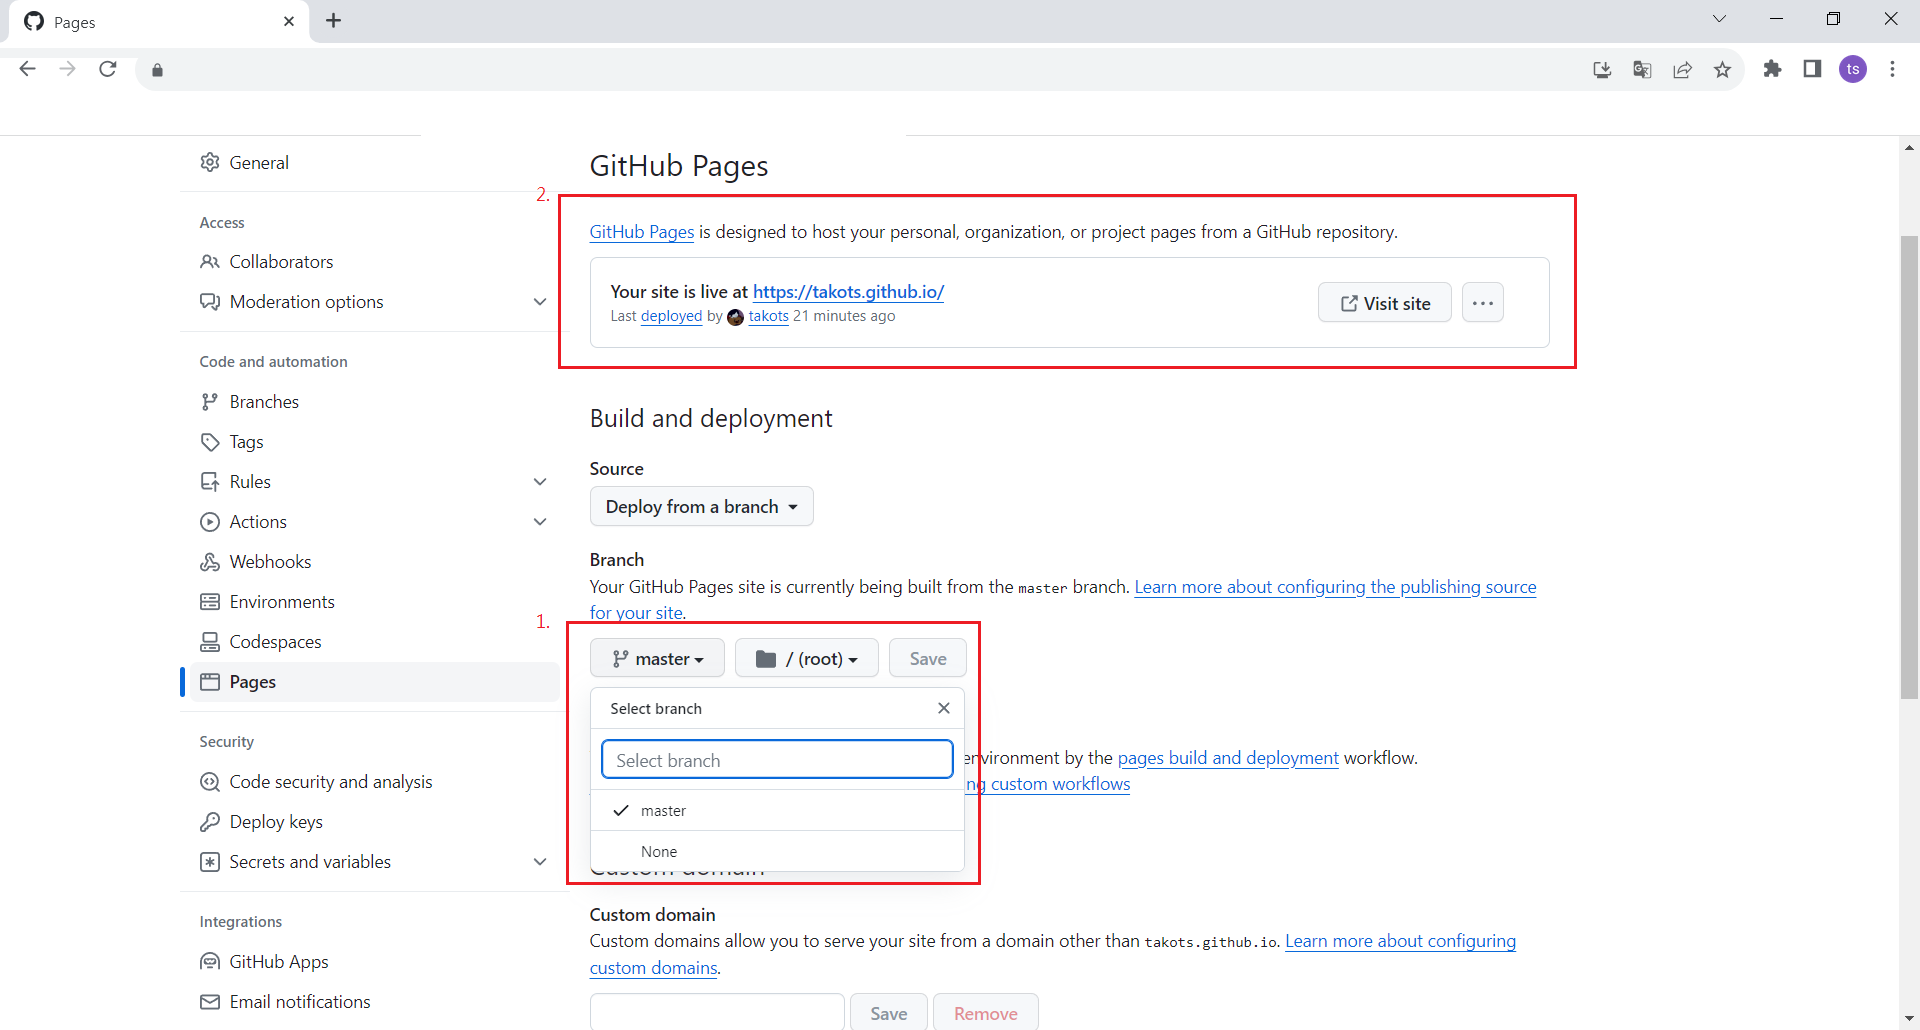 Pages
ts
General
Access
Collaborators
Moderation options
Code and automation
Branches
Tags
Rules
Actions
Webhooks
Environments
Codespaces
Pages
Security
Code security and analysis
Deploy keys
Secrets and variables
Integrations
GitHub Apps
Email notifications
GitHub Pages
2.
GitHub Pages is designed to host your personal, organization, or project pages from a GitHub repository.
Your site is live at https://takots.github.io/
Last deployed by takots 21 minutes ago
Visit site
Build and deployment
Source
Deploy from a branch
Branch
Your GitHub Pages site is currently being built from the master branch. Learn more about configuring the publishing source
for your site.
1.
master / (root) Save
Select branch
Select branch
environment by the pages build and deployment workflow.
ng custom workflows
master
None
Custom domain
Custom domain
Custom domains allow you to serve your site from a domain other than takots.github.io. Learn more about configuring
custom domains.
Save Remove